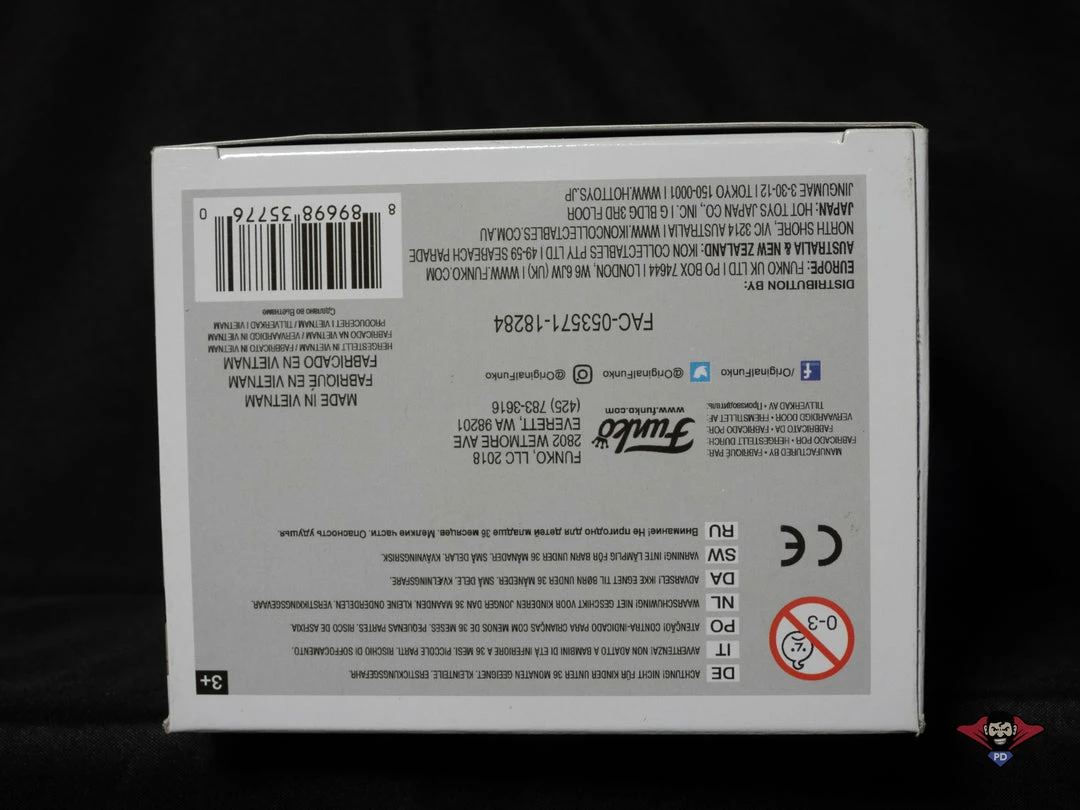 3+
DE ACHTUNG! NICHT FÜR KINDER UNTER 36 MONATEN GEEIGNET. KLEINTEILE. ERSTICKUNGSGEFAHR.
IT AVVERTENZA! NON ADATTO A BAMBINI DI ETÀ INFERIORE A 36 MESI. PICCOLE PARTI. RISCHIO DI SOFFOCAMENTO.
PO ATENÇÃO! CONTRA-INDICADO PARA CRIANÇAS COM MENOS DE 36 MESES. PEQUENAS PARTES. RISCO DE ASFIXIA
NL WAARSCHUWING! NIET GESCHIKT VOOR KINDEREN JONGER DAN 36 MAANDEN. KLEINE ONDERDELEN. VERSTIKKINGSGEVAAR.
DA ADVARSEL! IKKE EGNET TIL BØRN UNDER 36 MÅNEDER. SMÅ DELE. KVÆLNINGSFARE.
SW VARNING! INTE LÄMPLIG FÖR BARN UNDER 36 MÅNADER. SMÅ DELAR. KVÄVNINGSRISK.
RU Внимание! Не пригодно для детей младше 36 месяцев. Мелкие части. Опасность удушья.
0-3
CE
MANUFACTURED BY • FABRIQUÉ PAR:
FABRICADO POR • HERGESTELLT DURCH:
FABBRICATO DA • FABRICADO POR:
VERVAARDIGD DOOR • FREMSTILLET AF:
TILLVERKAD AV • Производитель:
Funko
www.funko.com
FUNKO, LLC 2018
2802 WETMORE AVE
EVERETT, WA 98201
(425) 783-3616
/OriginalFunko
@OriginalFunko
@OriginalFunko
FAC-053571-18284
DISTRIBUTION BY:
EUROPE: FUNKO UK LTD | PO BOX 74644 | LONDON, W6 6JW (UK) | WWW.FUNKO.COM
AUSTRALIA & NEW ZEALAND: IKON COLLECTABLES PTY LTD | 49-59 SEABEACH PARADE
NORTH SHORE, VIC 3214 AUSTRALIA | WWW.IKONCOLLECTABLES.COM.AU
JAPAN: HOT TOYS JAPAN CO., INC. | G BLDG 3RD FLOOR
JINGUMAE 3-30-12 | TOKYO 150-0001 | WWW.HOTTOYS.JP
MADE IN VIETNAM
FABRIQUÉ EN VIETNAM
FABRICADO EN VIETNAM
HERGESTELLT IN VIETNAM / FABBRICATO IN VIETNAM
FABRICADO NA VIETNAM / VERVAARDIGD IN VIETNAM
PRODUCERET I VIETNAM / TILLVERKAD I VIETNAM
Сделано во Вьетнаме
8 89698 35776 0
PD